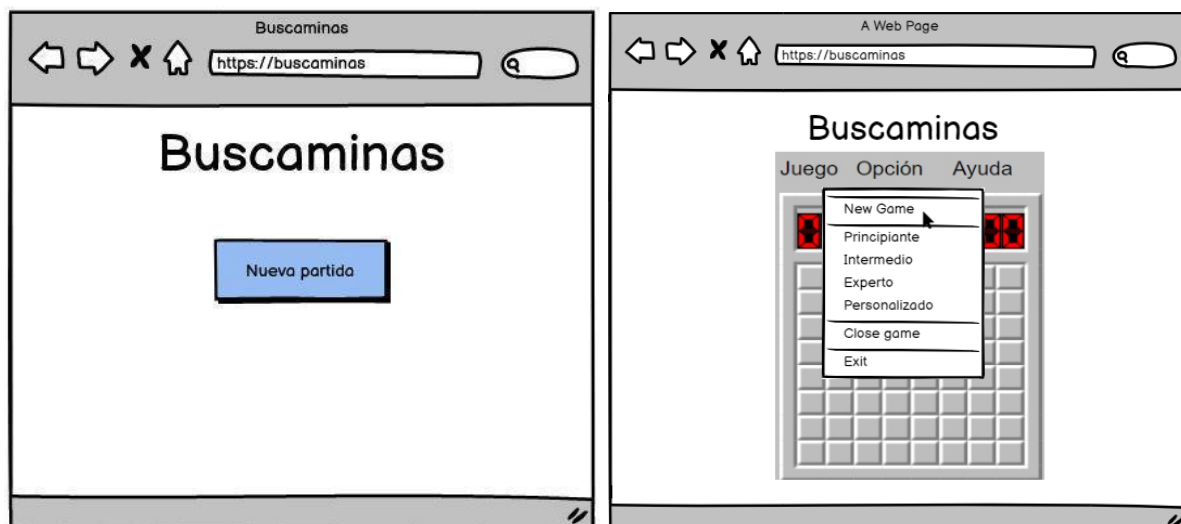 Buscaminas
https://buscaminas
Buscaminas
Nueva partida
A Web Page
https://buscaminas
Buscaminas
Juego Opción Ayuda
New Game
Principiante
Intermedio
Experto
Personalizado
Close game
Exit